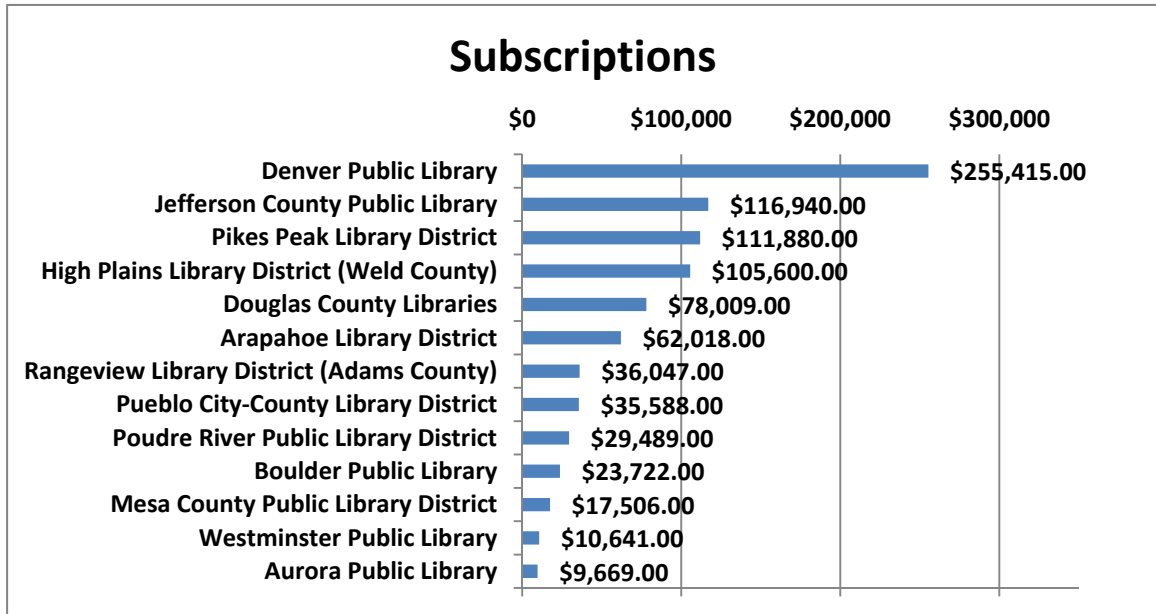 Subscriptions
$0 $100,000 $200,000 $300,000
Denver Public Library $255,415.00
Jefferson County Public Library $116,940.00
Pikes Peak Library District $111,880.00
High Plains Library District (Weld County) $105,600.00
Douglas County Libraries $78,009.00
Arapahoe Library District $62,018.00
Rangeview Library District (Adams County) $36,047.00
Pueblo City-County Library District $35,588.00
Poudre River Public Library District $29,489.00
Boulder Public Library $23,722.00
Mesa County Public Library District $17,506.00
Westminster Public Library $10,641.00
Aurora Public Library $9,669.00